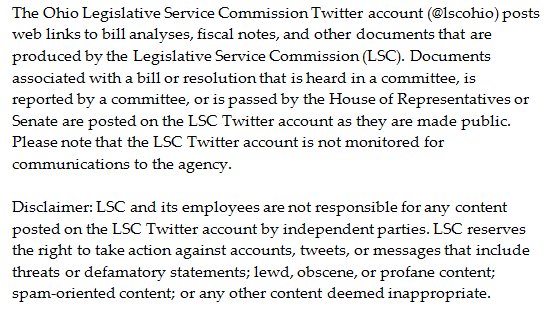 The Ohio Legislative Service Commission Twitter account (@lscohio) posts
web links to bill analyses, fiscal notes, and other documents that are
produced by the Legislative Service Commission (LSC). Documents
associated with a bill or resolution that is heard in a committee, is
reported by a committee, or is passed by the House of Representatives or
Senate are posted on the LSC Twitter account as they are made public.
Please note that the LSC Twitter account is not monitored for
communications to the agency.

Disclaimer: LSC and its employees are not responsible for any content
posted on the LSC Twitter account by independent parties. LSC reserves
the right to take action against accounts, tweets, or messages that include
threats or defamatory statements; lewd, obscene, or profane content;
spam-oriented content; or any other content deemed inappropriate.